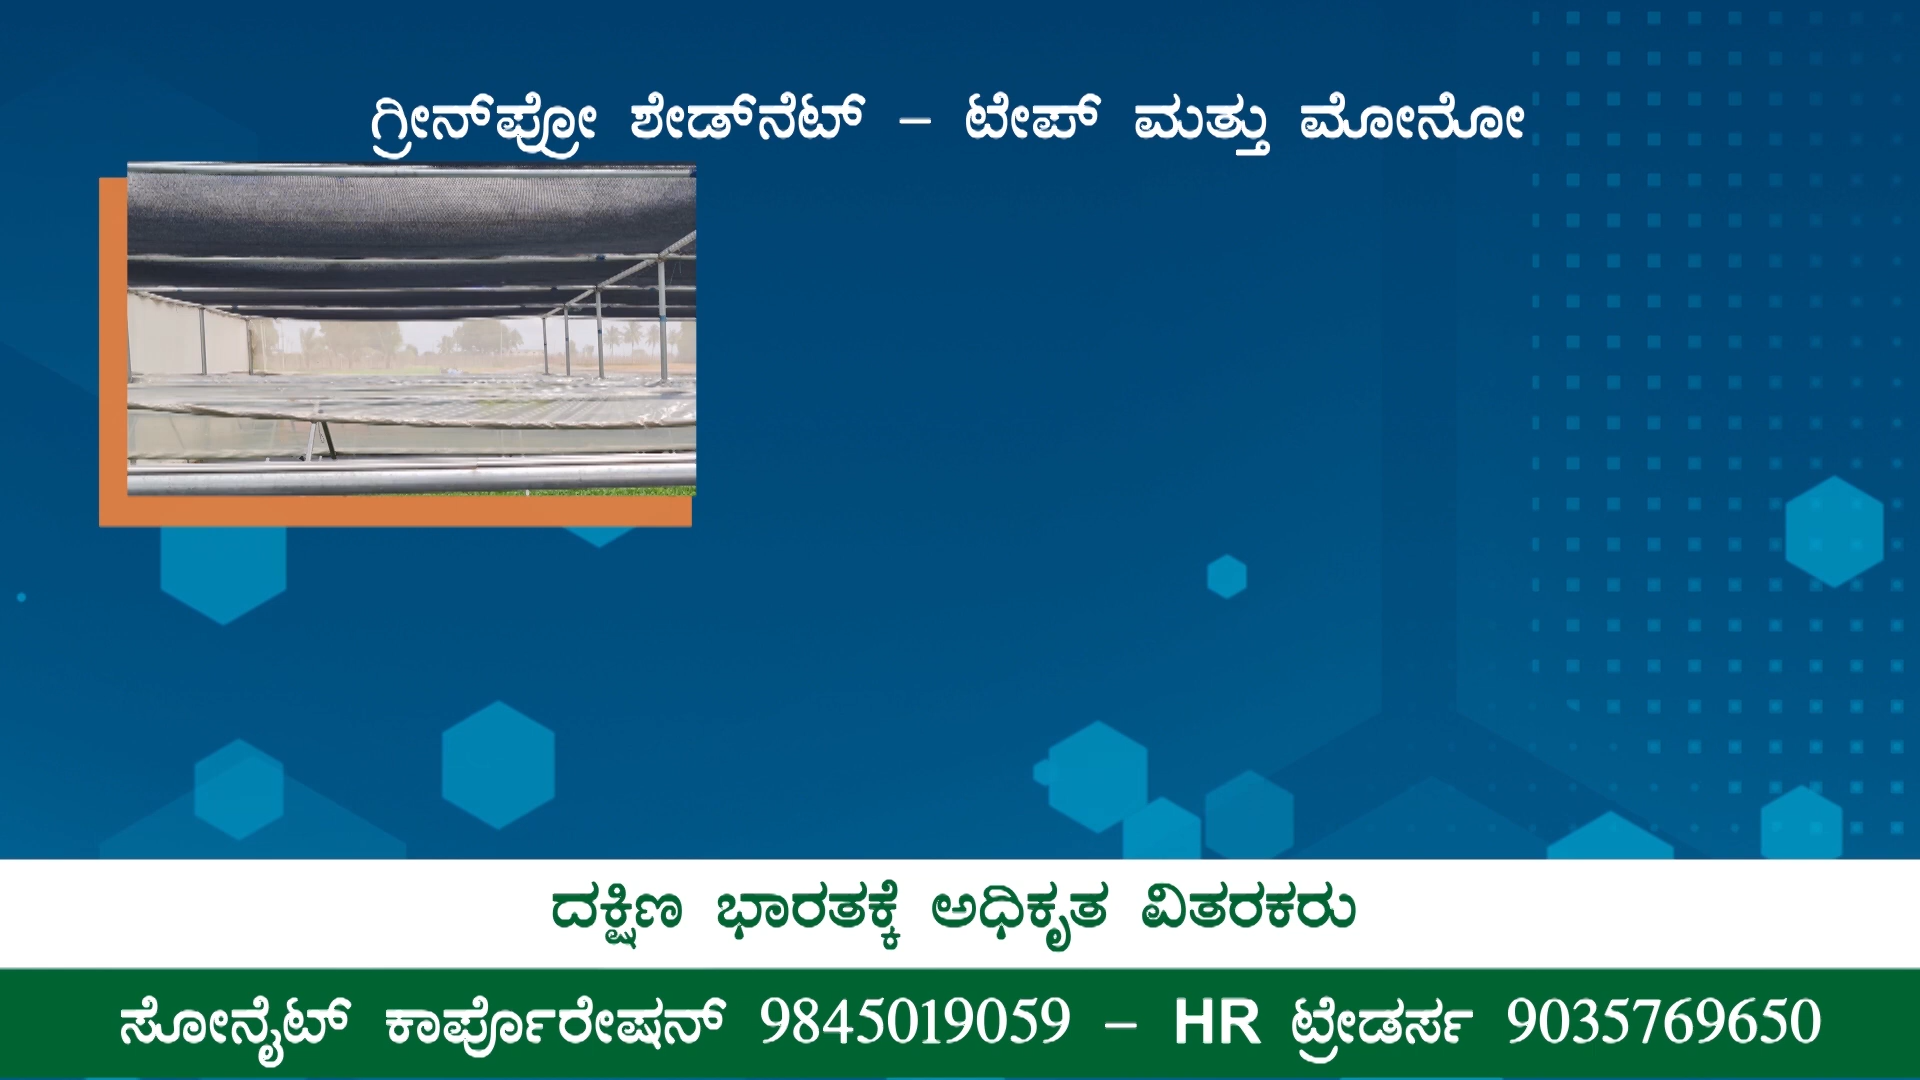 ಗ್ರೀನ್‌ಪ್ರೋ ಶೇಡ್‌ನೆಟ್ – ಟೇಪ್ ಮತ್ತು ಮೋನೋ
ದಕ್ಷಿಣ ಭಾರತಕ್ಕೆ ಅಧಿಕೃತ ವಿತರಕರು
ಸೋನೈಟ್ ಕಾರ್ಪೊರೇಷನ್ 9845019059 – HR ಟ್ರೇಡರ್ಸ 9035769650